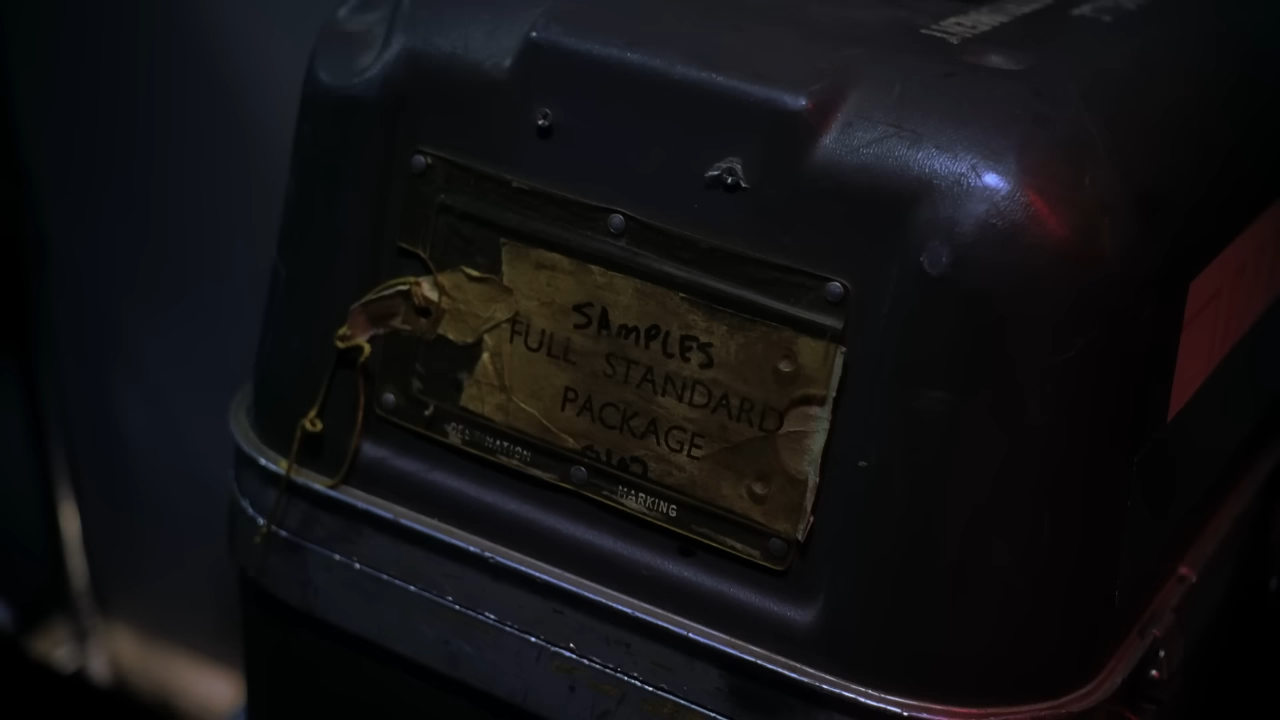 SAMPLES
FULL STANDARD
PACKAGE
DESTINATION
MARKING